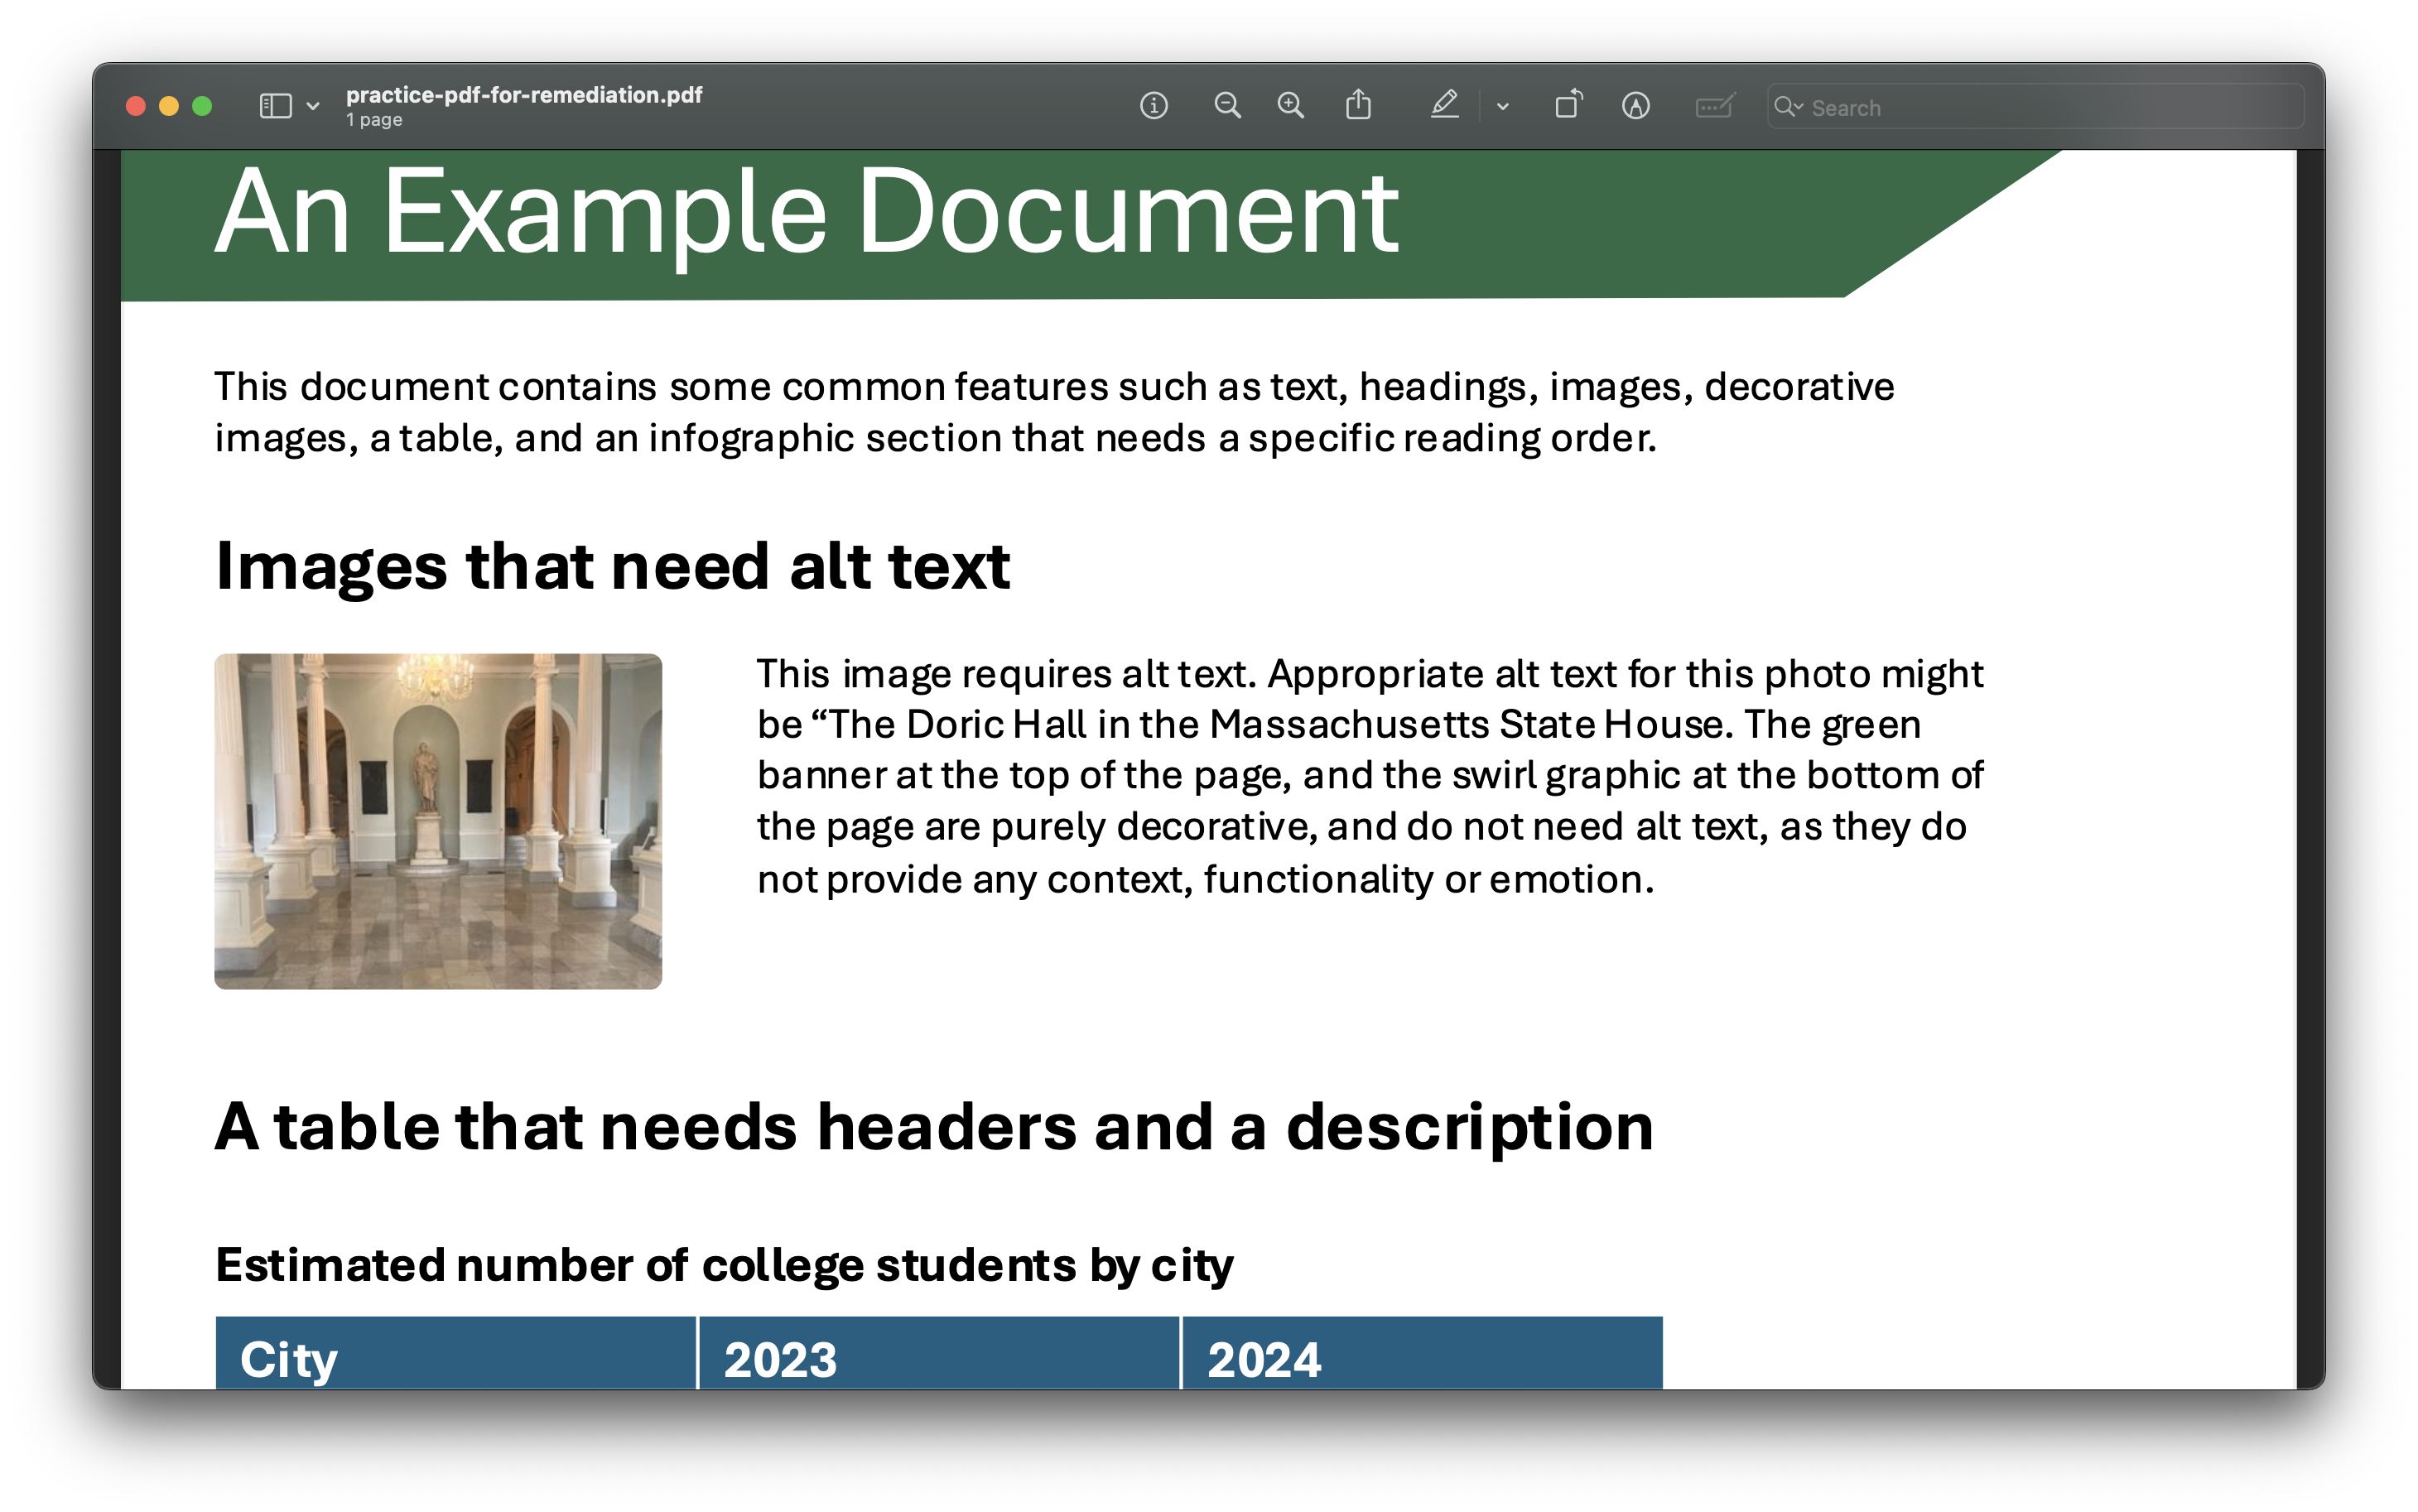 practice-pdf-for-remediation.pdf
1 page
Search
An Example Document
This document contains some common features such as text, headings, images, decorative
images, a table, and an infographic section that needs a specific reading order.
Images that need alt text
This image requires alt text. Appropriate alt text for this photo might
be “The Doric Hall in the Massachusetts State House. The green
banner at the top of the page, and the swirl graphic at the bottom of
the page are purely decorative, and do not need alt text, as they do
not provide any context, functionality or emotion.
A table that needs headers and a description
Estimated number of college students by city
City 2023 2024